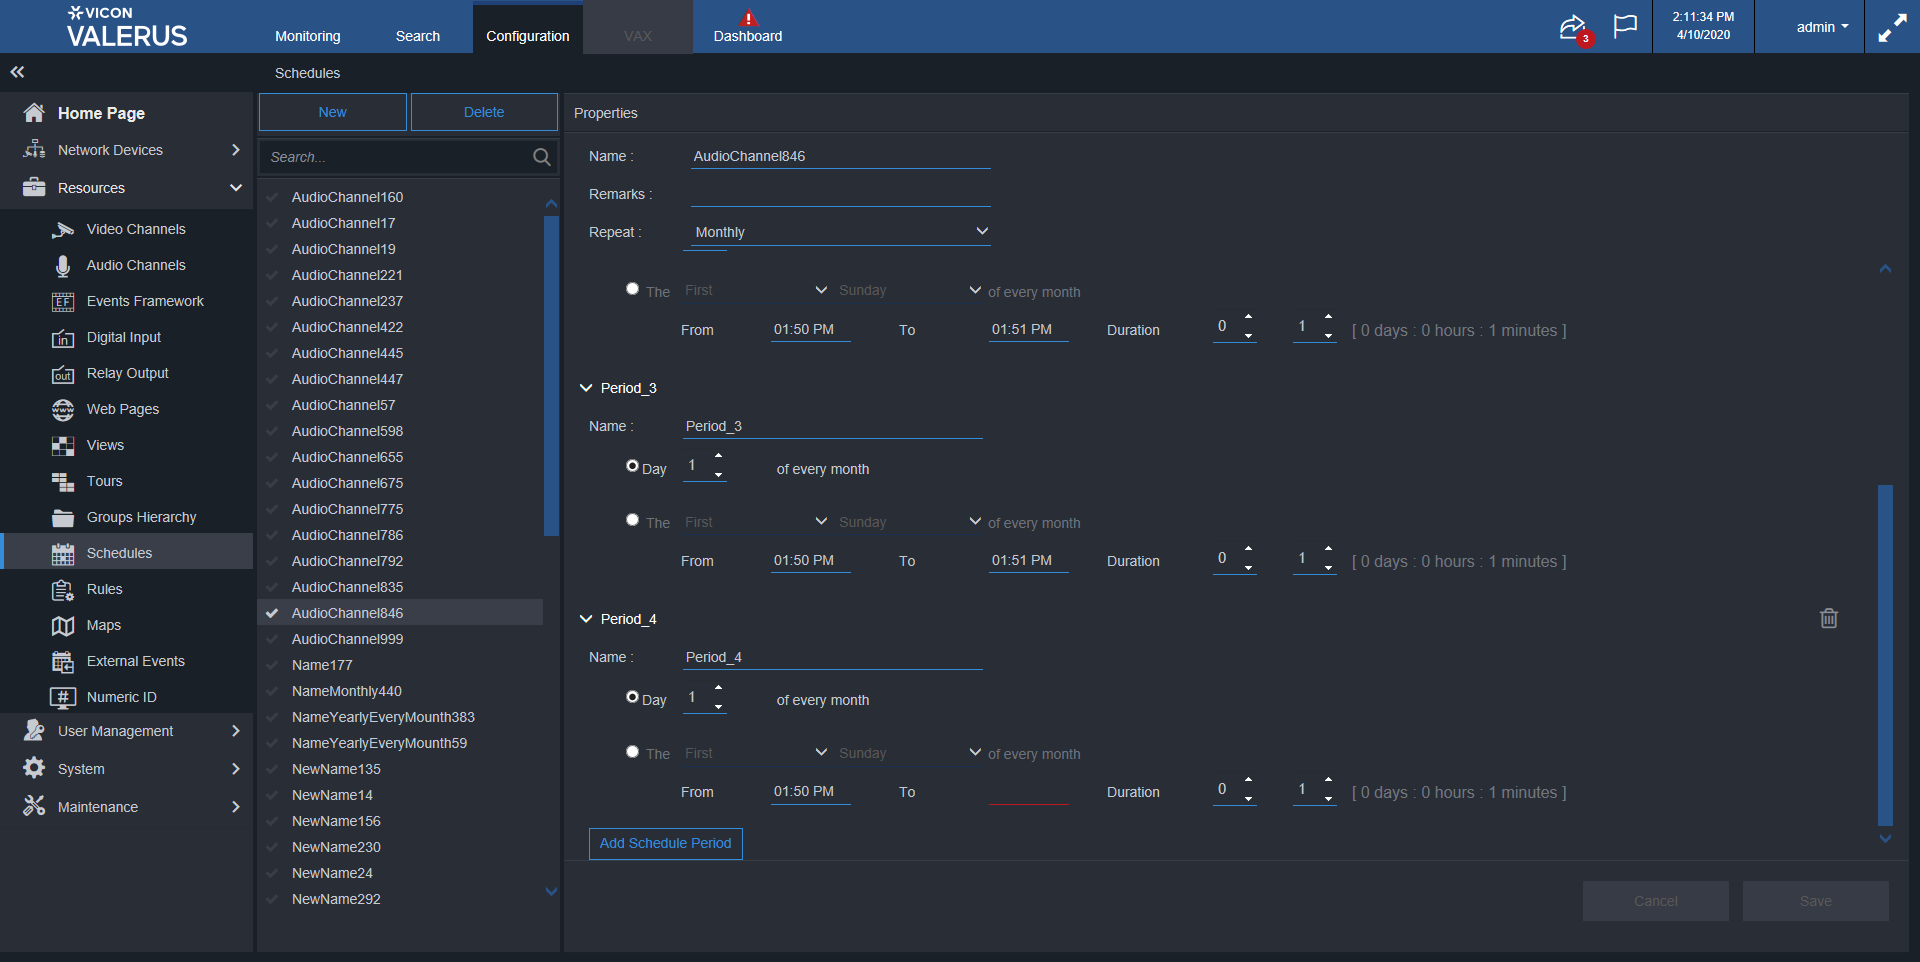 VICON
VALERUS
Monitoring
Search
Configuration
VAX
Dashboard
3
2:11:34 PM
4/10/2020
admin
Schedules
Home Page
Network Devices
Resources
Video Channels
Audio Channels
EF
Events Framework
in
Digital Input
out
Relay Output
www
Web Pages
Views
Tours
Groups Hierarchy
Schedules
Rules
Maps
External Events
#
Numeric ID
User Management
System
Maintenance
New
Delete
Search...
AudioChannel160
AudioChannel17
AudioChannel19
AudioChannel221
AudioChannel237
AudioChannel422
AudioChannel445
AudioChannel447
AudioChannel57
AudioChannel598
AudioChannel655
AudioChannel675
AudioChannel775
AudioChannel786
AudioChannel792
AudioChannel835
AudioChannel846
AudioChannel999
Name177
NameMonthly440
NameYearlyEveryMounth383
NameYearlyEveryMounth59
NewName135
NewName14
NewName156
NewName230
NewName24
NewName292
Properties
Name : AudioChannel846
Remarks :
Repeat : Monthly
The First Sunday of every month
From 01:50 PM To 01:51 PM Duration 0 1 [ 0 days : 0 hours : 1 minutes ]
Period_3
Name : Period_3
Day 1 of every month
The First Sunday of every month
From 01:50 PM To 01:51 PM Duration 0 1 [ 0 days : 0 hours : 1 minutes ]
Period_4
Name : Period_4
Day 1 of every month
The First Sunday of every month
From 01:50 PM To Duration 0 1 [ 0 days : 0 hours : 1 minutes ]
Add Schedule Period
Cancel
Save